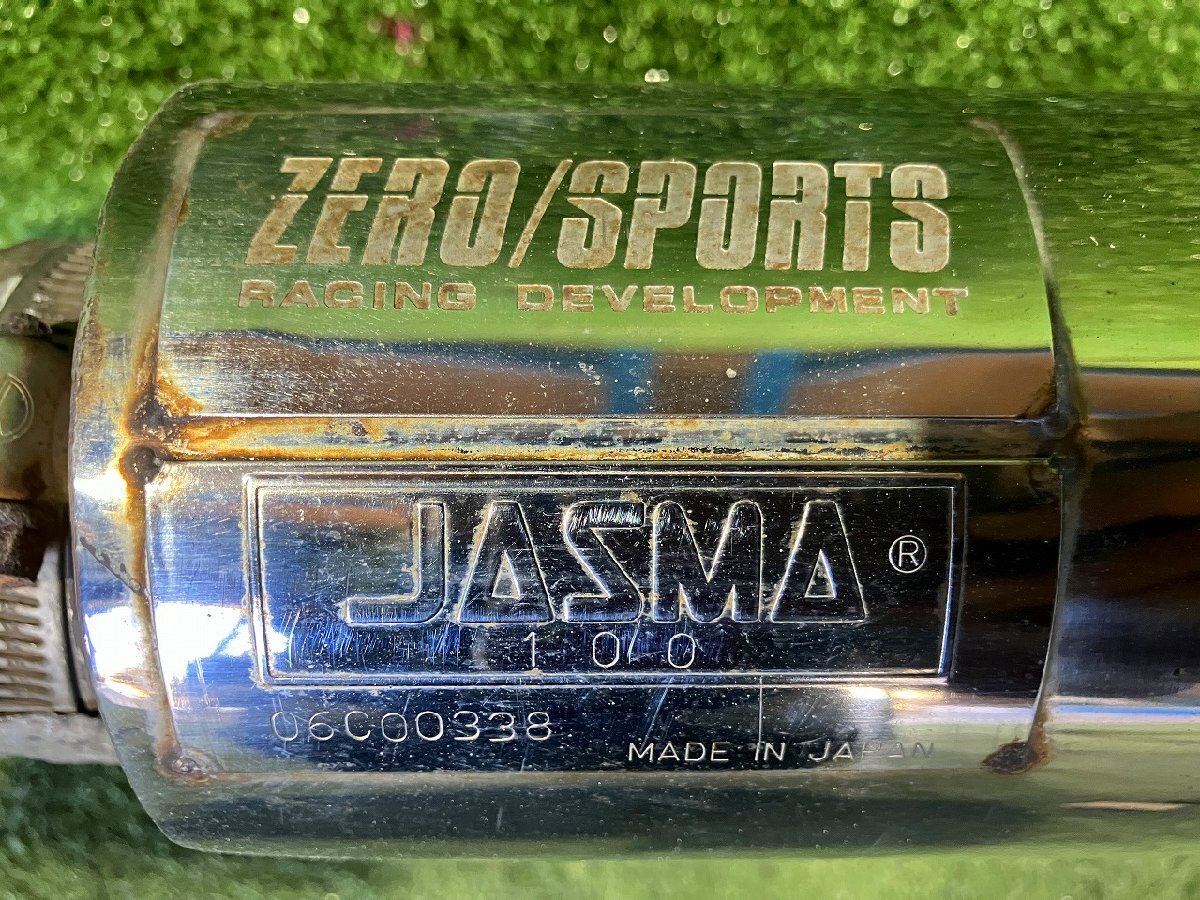 ZERO/SPORTS
RACING DEVELOPMENT
JASMA®
100
06C00338
MADE IN JAPAN